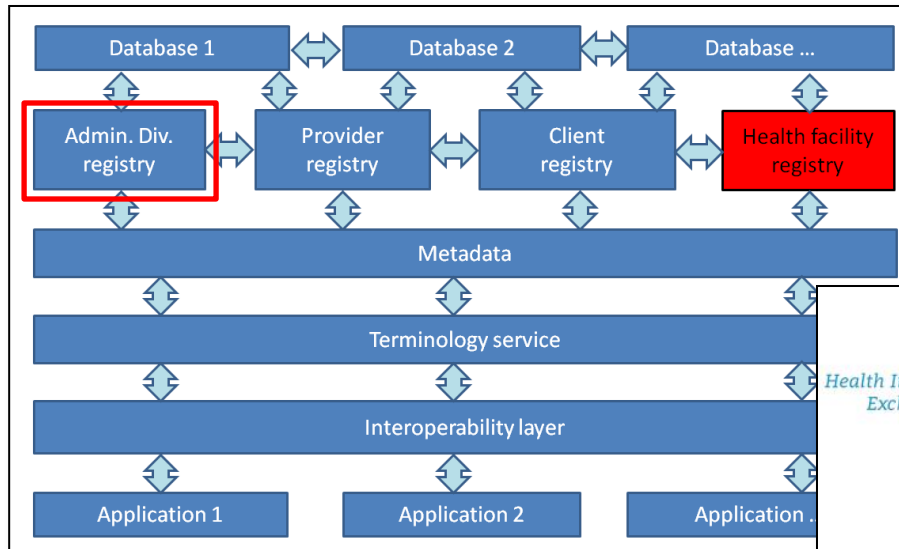 Database 1
Database 2
Database ...
Admin. Div.
registry
Provider
registry
Client
registry
Health facility
registry
Metadata
Terminology service
Interoperability layer
Health
Application 1
Application 2
Application